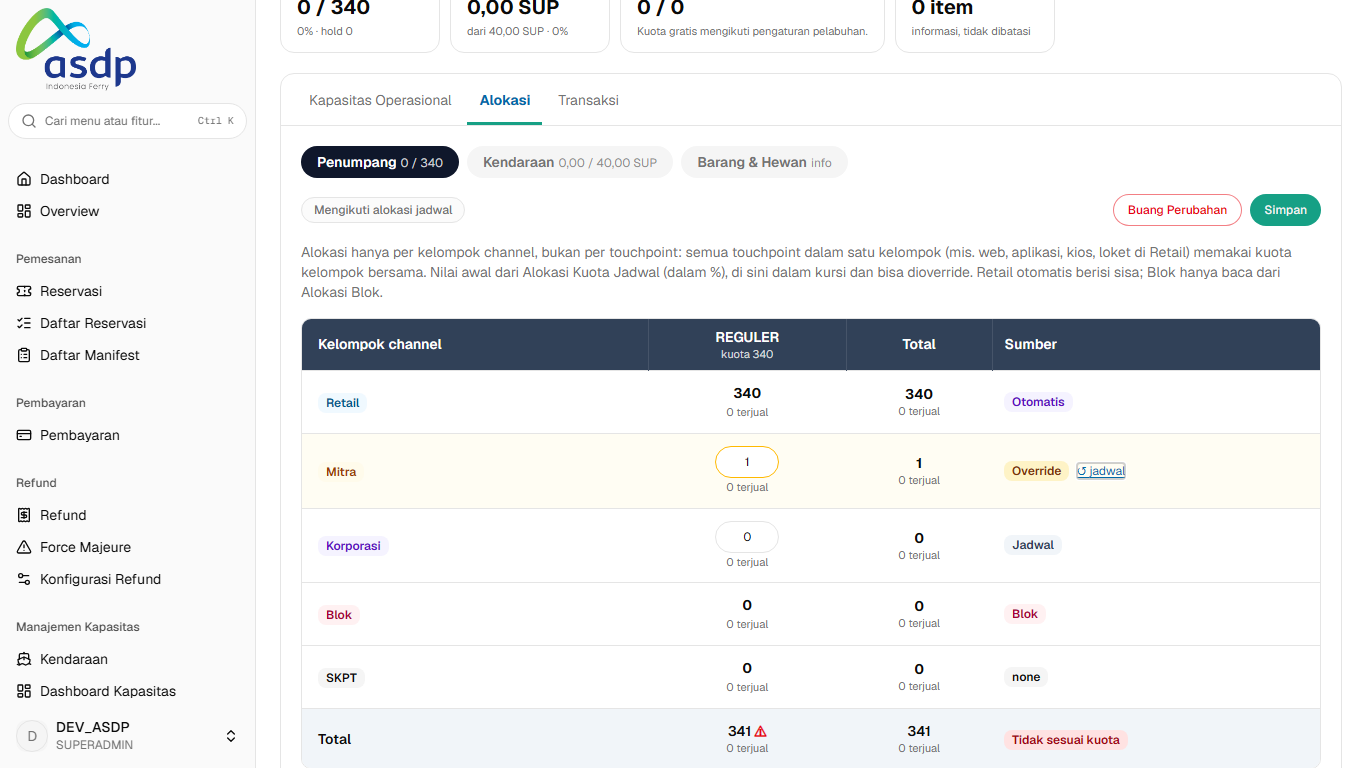 asdp
Indonesia Ferry
Cari menu atau fitur...
Ctrl K
Dashboard
Overview
Pemesanan
Reservasi
Daftar Reservasi
Daftar Manifest
Pembayaran
Pembayaran
Refund
Refund
Force Majeure
Konfigurasi Refund
Manajemen Kapasitas
Kendaraan
Dashboard Kapasitas
D
DEV_ASDP
SUPERADMIN
0 / 340
0% · hold 0
0,00 SUP
dari 40,00 SUP · 0%
0 / 0
Kuota gratis mengikuti pengaturan pelabuhan.
0 item
informasi, tidak dibatasi
Kapasitas Operasional
Alokasi
Transaksi
Penumpang 0 / 340
Kendaraan 0,00 / 40,00 SUP
Barang & Hewan info
Mengikuti alokasi jadwal
Buang Perubahan
Simpan
Alokasi hanya per kelompok channel, bukan per touchpoint: semua touchpoint dalam satu kelompok (mis. web, aplikasi, kios, loket di Retail) memakai kuota
kelompok bersama. Nilai awal dari Alokasi Kuota Jadwal (dalam %), di sini dalam kursi dan bisa dioverride. Retail otomatis berisi sisa; Blok hanya baca dari
Alokasi Blok.
Kelompok channel
REGULER
kuota 340
Total
Sumber
Retail
340
0 terjual
340
0 terjual
Otomatis
Mitra
1
0 terjual
1
0 terjual
Override
↺ jadwal
Korporasi
0
0 terjual
0
0 terjual
Jadwal
Blok
0
0 terjual
0
0 terjual
Blok
SKPT
0
0 terjual
0
0 terjual
none
Total
341 ⚠
0 terjual
341
0 terjual
Tidak sesuai kuota